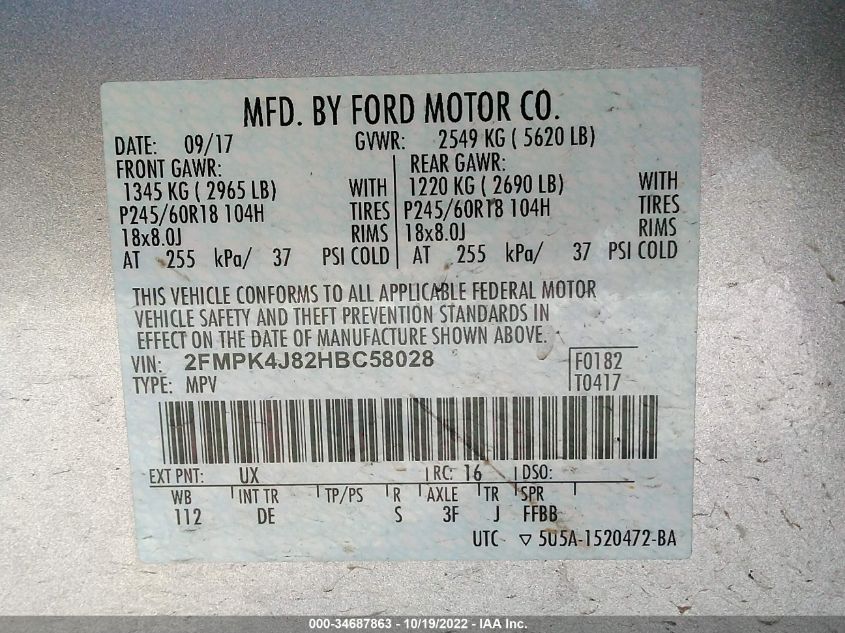 MFD. BY FORD MOTOR CO.
DATE: 09/17 GVWR: 2549 KG ( 5620 LB)
FRONT GAWR: REAR GAWR:
1345 KG ( 2965 LB) WITH 1220 KG ( 2690 LB) WITH
P245/60R18 104H TIRES P245/60R18 104H TIRES
18x8.0J RIMS 18x8.0J RIMS
AT 255 kPa/ 37 PSI COLD AT 255 kPa/ 37 PSI COLD
THIS VEHICLE CONFORMS TO ALL APPLICABLE FEDERAL MOTOR
VEHICLE SAFETY AND THEFT PREVENTION STANDARDS IN
EFFECT ON THE DATE OF MANUFACTURE SHOWN ABOVE.
VIN: 2FMPK4J82HBC58028 F0182
TYPE: MPV T0417
EXT PNT: UX RC: 16 DSO:
WB INT TR TP/PS R AXLE TR SPR
112 DE S 3F J FFBB
UTC ▽ 5U5A-1520472-BA
000-34687863 - 10/19/2022 - IAA Inc.